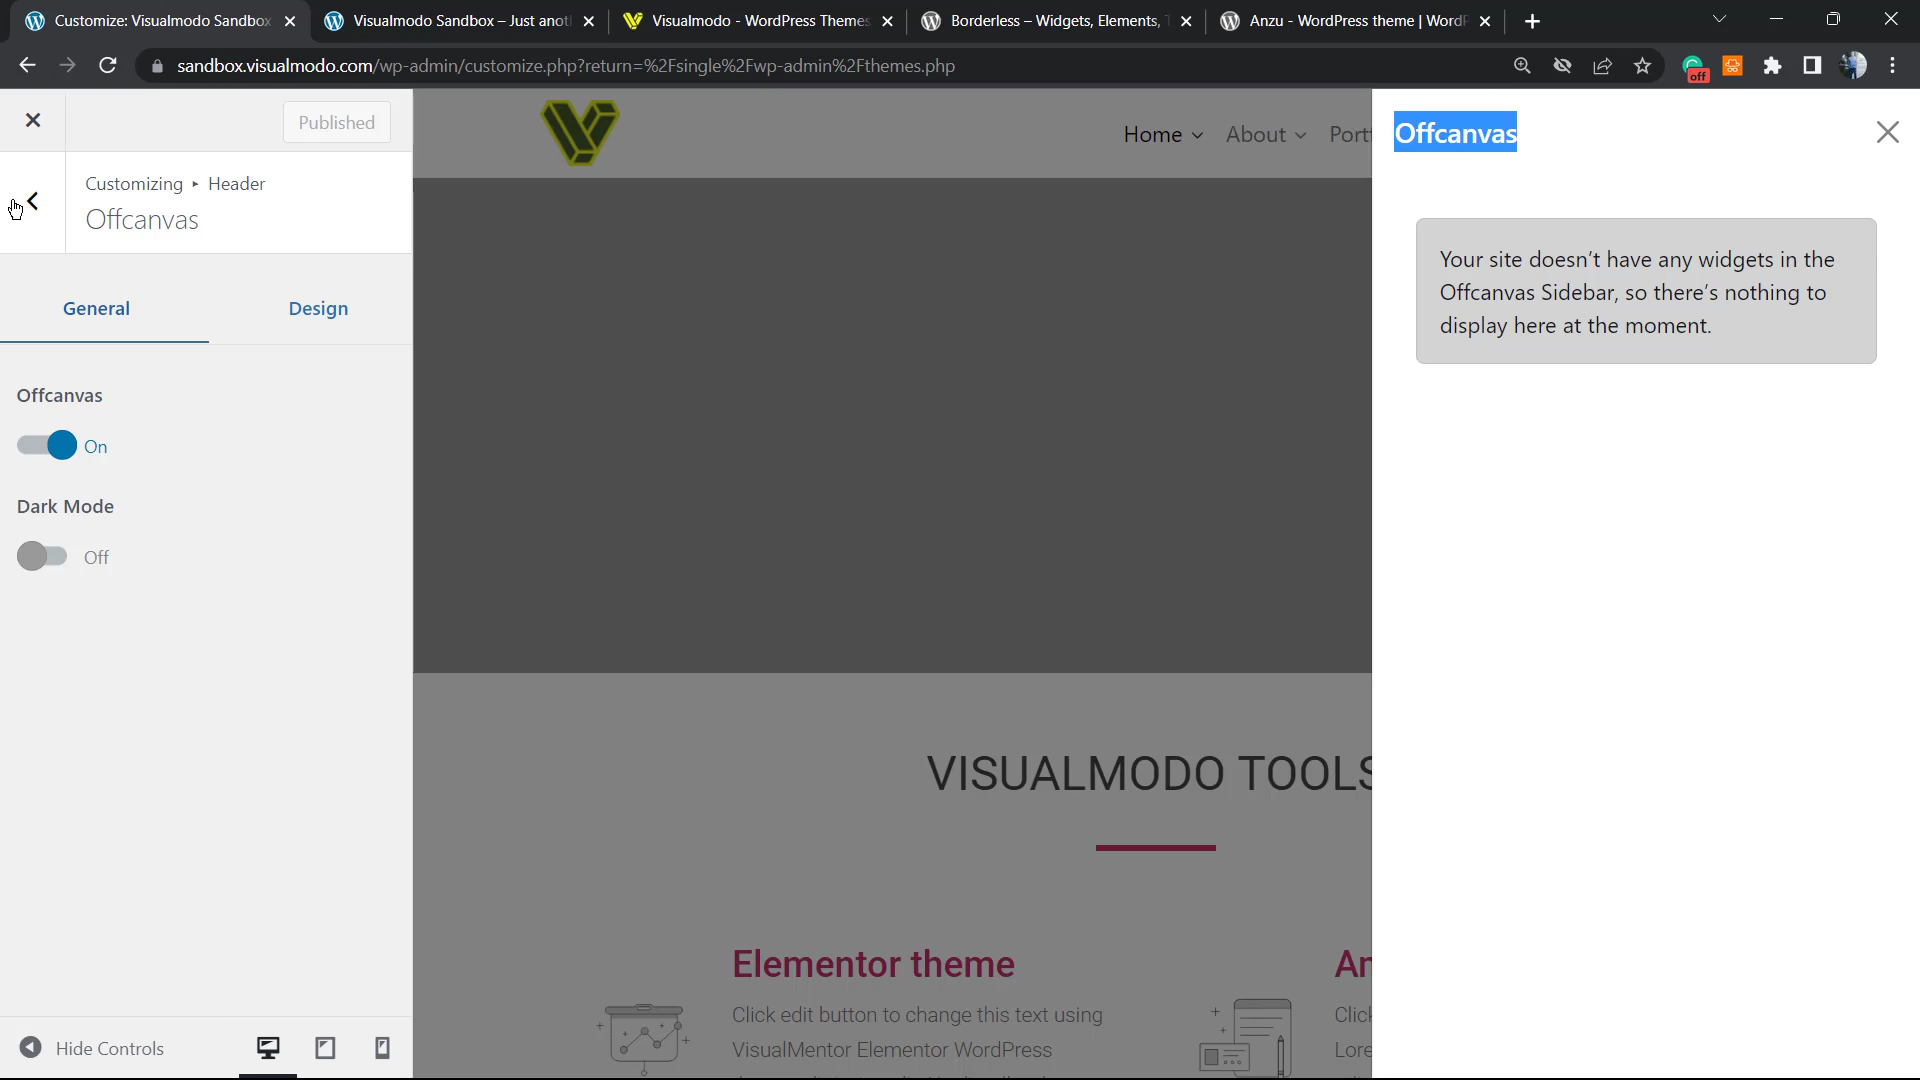 Customize: Visualmodo Sandbox
Visualmodo Sandbox – Just anot
Visualmodo - WordPress Themes
Borderless – Widgets, Elements,
Anzu - WordPress theme | Word
sandbox.visualmodo.com/wp-admin/customize.php?return=%2Fsingle%2Fwp-admin%2Fthemes.php
off
Published
Customizing ▸ Header
Offcanvas
General
Design
Offcanvas
On
Dark Mode
Off
Hide Controls
Home
About
Port
VISUALMODO TOOLS
Elementor theme
Click edit button to change this text using
VisualMentor Elementor WordPress
An
Click
Lore
Offcanvas
Your site doesn't have any widgets in the
Offcanvas Sidebar, so there's nothing to
display here at the moment.